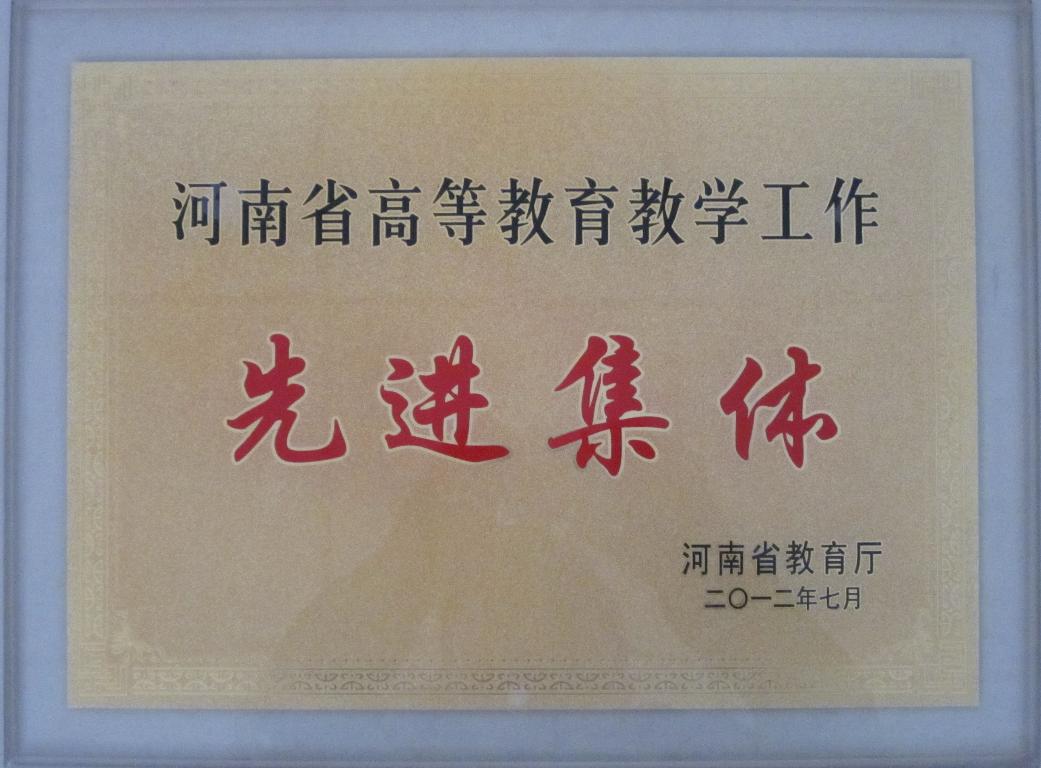 河南省高等教育教学工作
先进集体
河南省教育厅
二〇一二年七月